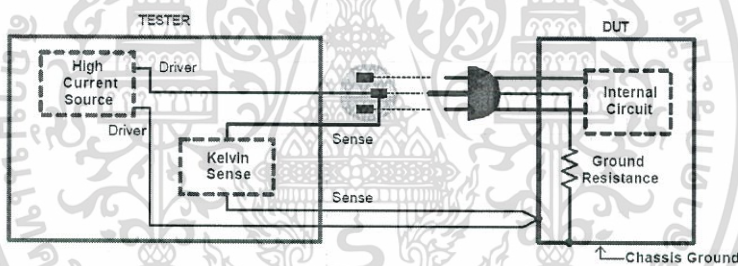 TESTER
DUT
High
Current
Source
Driver
Driver
Kelvin
Sense
Sense
Sense
Internal
Circuit
Ground
Resistance
Chassis Ground